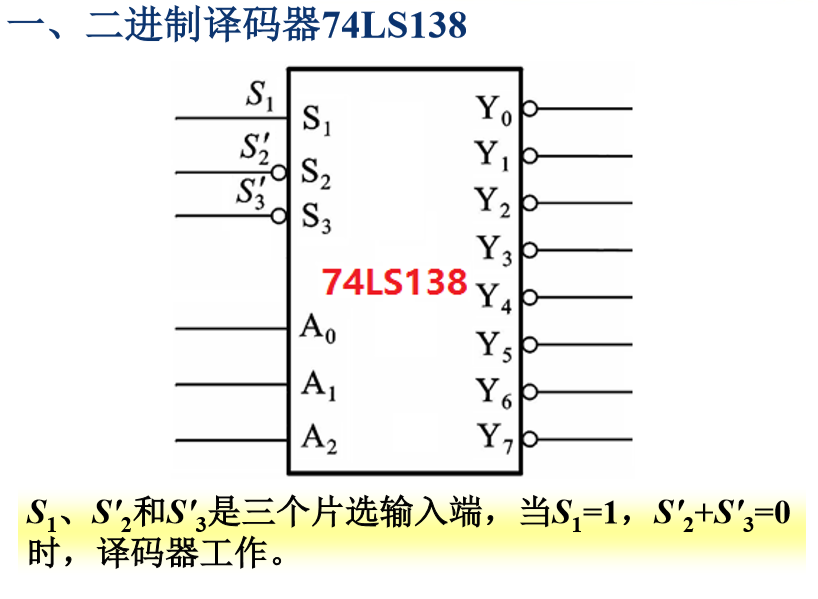 一、二进制译码器74LS138
S₁
S₁
Y₀
S′₂
S₂
Y₁
S′₃
S₃
Y₂
Y₃
74LS138
Y₄
A₀
Y₅
A₁
Y₆
A₂
Y₇
S₁、S′₂和S′₃是三个片选输入端，当S₁=1，S′₂+S′₃=0
时，译码器工作。